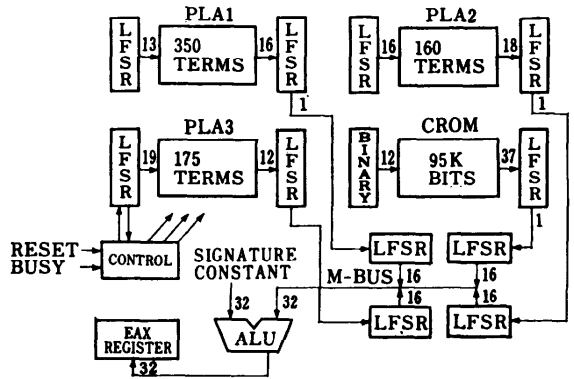 PLA1
LFSR
13
350 TERMS
16
LFSR
1
PLA2
LFSR
16
160 TERMS
18
LFSR
1
PLA3
LFSR
19
175 TERMS
12
LFSR
CROM
BINARY
12
95K BITS
37
LFSR
1
RESET
BUSY
CONTROL
SIGNATURE
CONSTANT
32
32
M-BUS
LFSR
LFSR
16
16
16
16
LFSR
LFSR
ALU
EAX
REGISTER
32